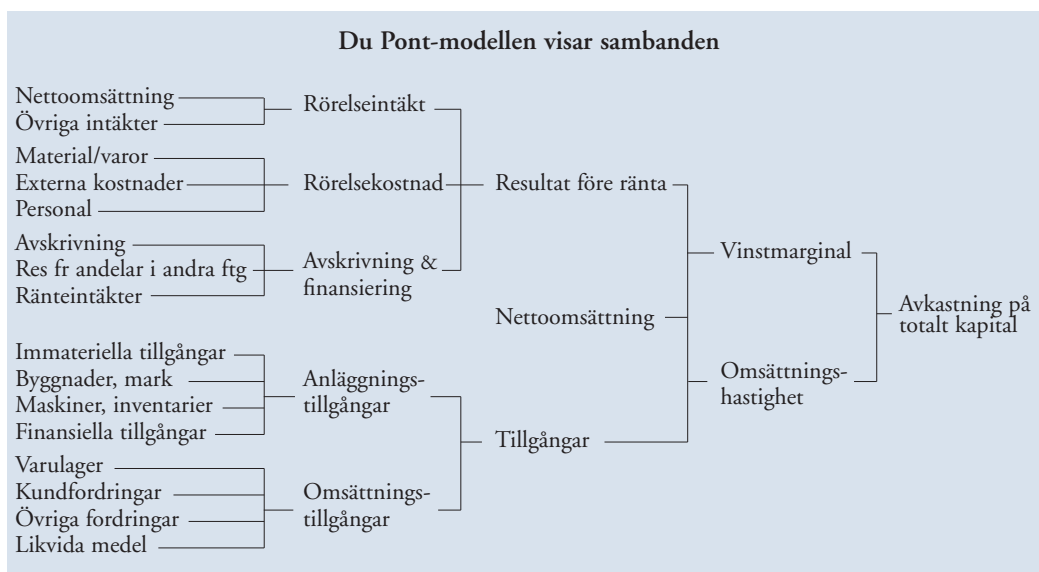 Du Pont-modellen visar sambanden
Nettoomsättning
Övriga intäkter
Rörelseintäkt
Material/varor
Externa kostnader
Personal
Rörelsekostnad
Resultat före ränta
Avskrivning
Res fr andelar i andra ftg
Ränteintäkter
Avskrivning &
finansiering
Vinstmarginal
Nettoomsättning
Avkastning på
totalt kapital
Immateriella tillgångar
Byggnader, mark
Maskiner, inventarier
Finansiella tillgångar
Anläggnings-
tillgångar
Omsättnings-
hastighet
Tillgångar
Varulager
Kundfordringar
Övriga fordringar
Likvida medel
Omsättnings-
tillgångar